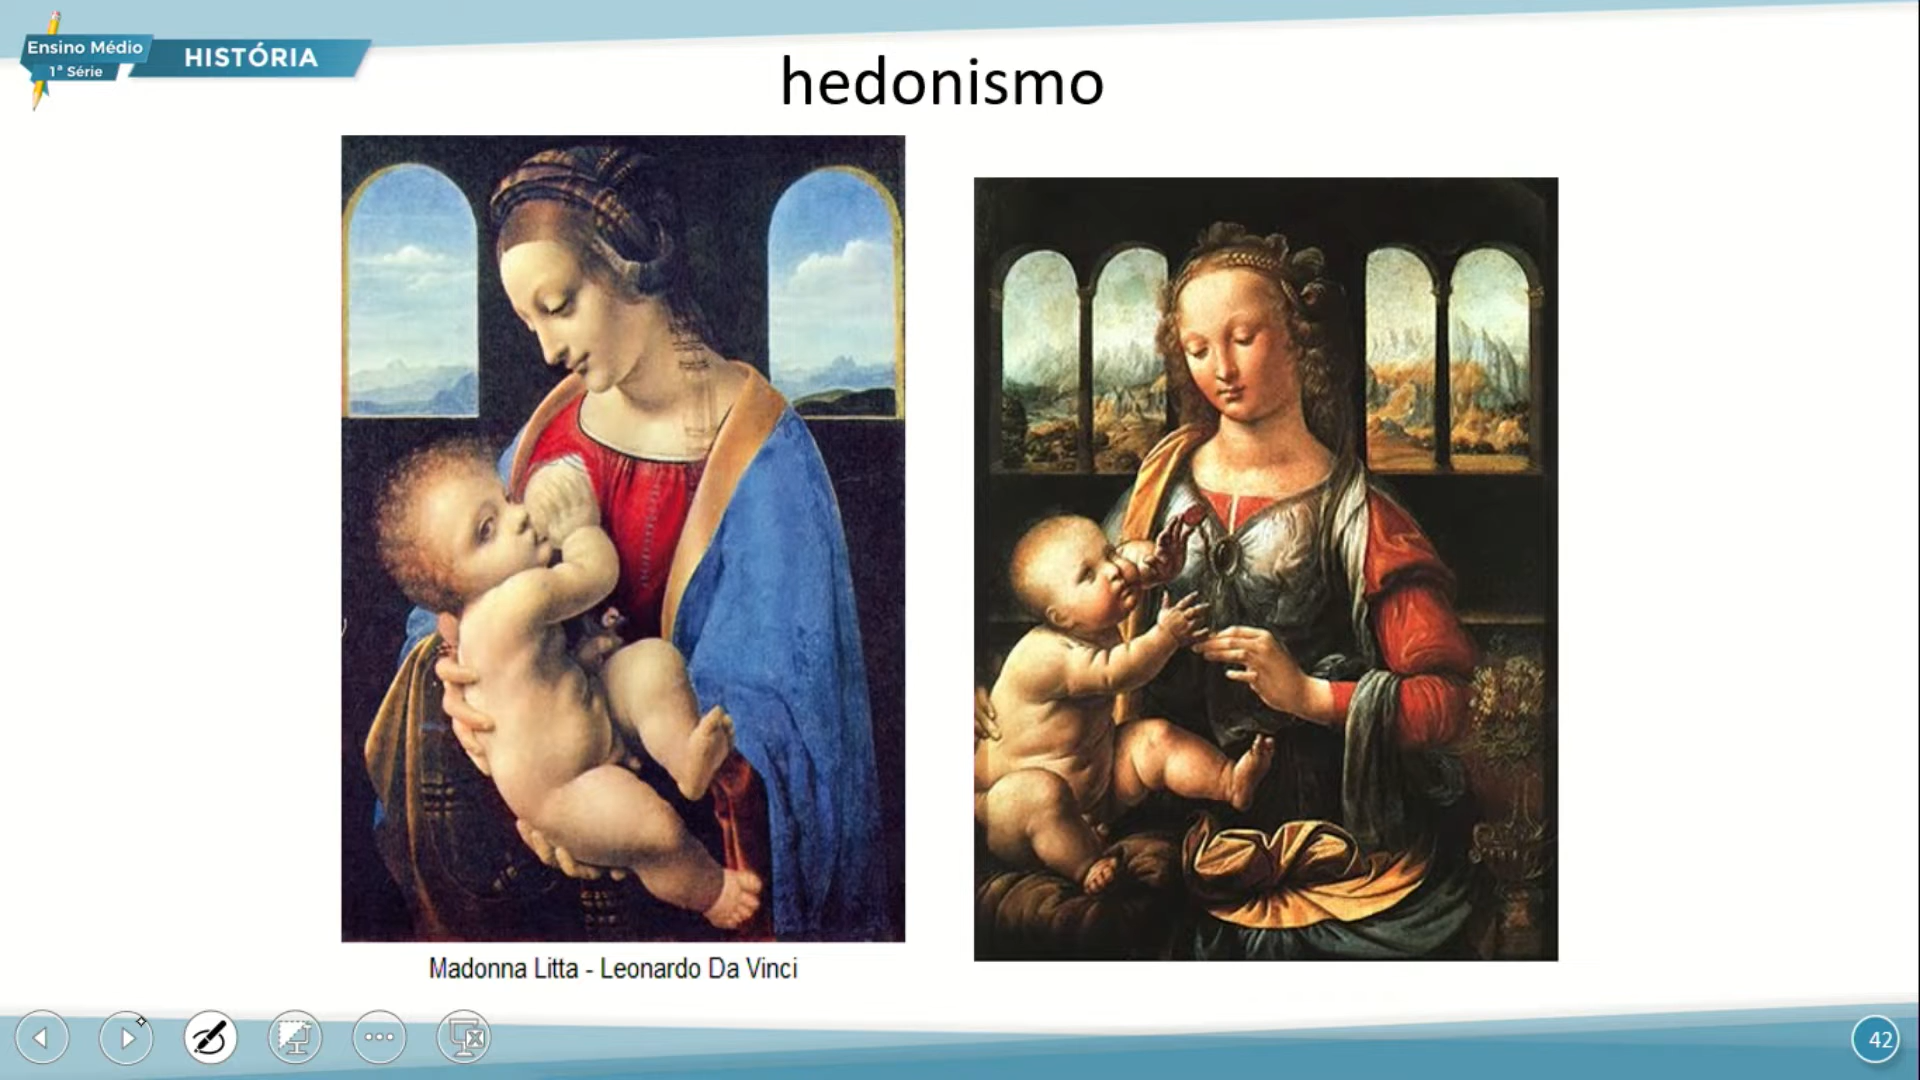 Ensino Médio
1ª Série
HISTÓRIA
hedonismo
Madonna Litta - Leonardo Da Vinci
42